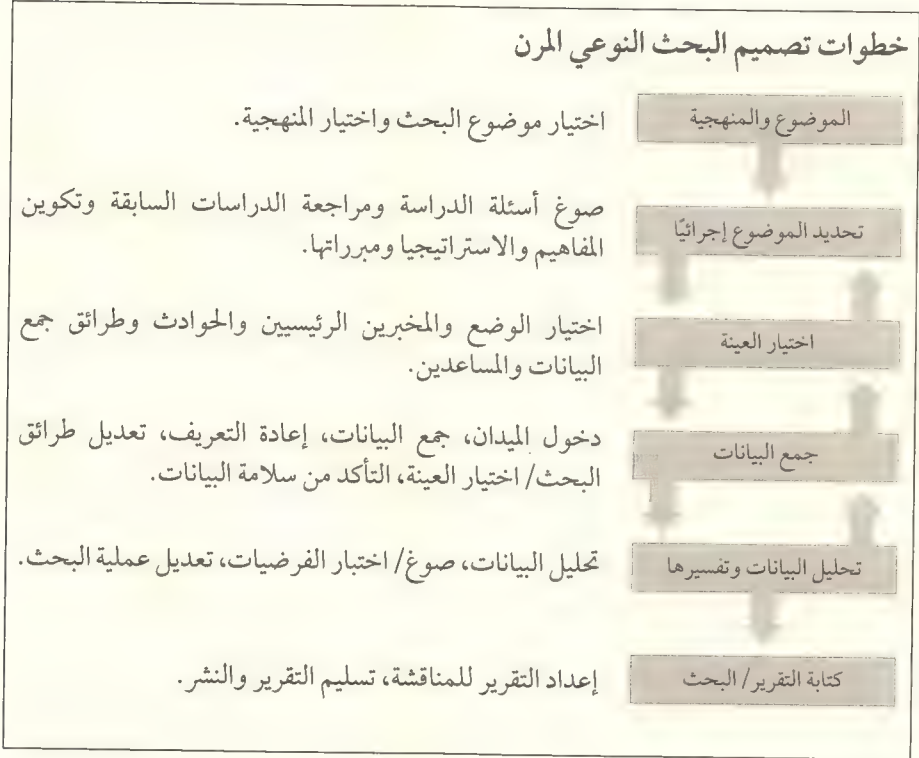 خطوات تصميم البحث النوعي المرن
الموضوع والمنهجية
اختيار موضوع البحث واختيار المنهجية.
تحديد الموضوع إجرائيًا
صوغ أسئلة الدراسة ومراجعة الدراسات السابقة وتكوين
المفاهيم والاستراتيجيا ومبرراتها.
اختيار العينة
اختيار الوضع والمخبرين الرئيسيين والحوادث وطرائق جمع
البيانات والمساعدين.
جمع البيانات
دخول الميدان، جمع البيانات، إعادة التعريف، تعديل طرائق
البحث/ اختيار العينة، التأكد من سلامة البيانات.
تحليل البيانات وتفسيرها
تحليل البيانات، صوغ/ اختبار الفرضيات، تعديل عملية البحث.
كتابة التقرير/ البحث
إعداد التقرير للمناقشة، تسليم التقرير والنشر.